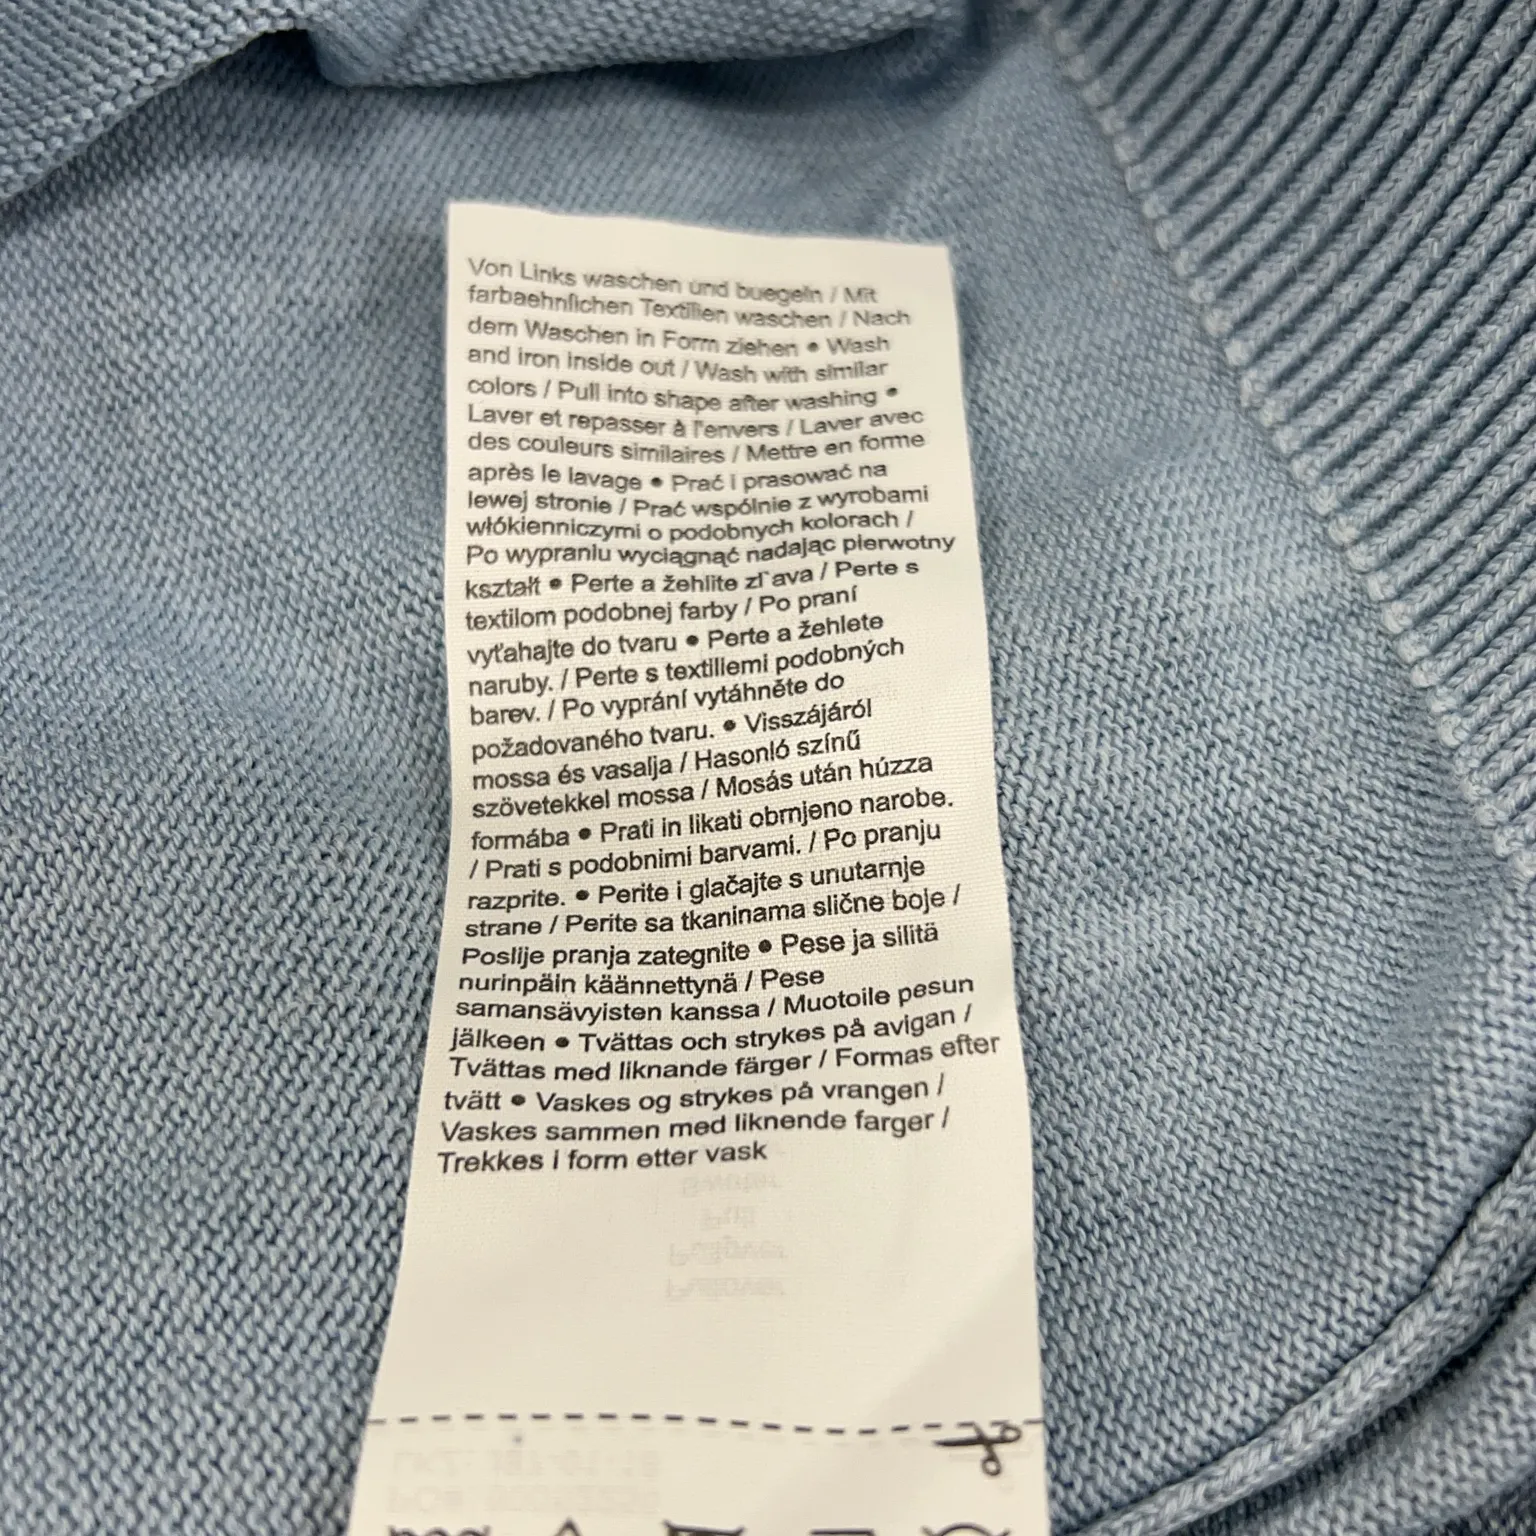 Von Links waschen und buegeln / Mit
farbaehnlichen Textilien waschen / Nach
dem Waschen in Form ziehen • Wash
and iron inside out / Wash with similar
colors / Pull into shape after washing •
Laver et repasser à l'envers / Laver avec
des couleurs similaires / Mettre en forme
après le lavage • Prać i prasować na
lewej stronie / Prać wspólnie z wyrobami
włókienniczymi o podobnych kolorach /
Po wypraniu wyciągnąć nadając pierwotny
kształt • Perte a žehlite zl´ava / Perte s
textilom podobnej farby / Po praní
vyťahajte do tvaru • Perte a žehlete
naruby. / Perte s textiliemi podobných
barev. / Po vyprání vytáhněte do
požadovaného tvaru. • Visszájáról
mossa és vasalja / Hasonló színű
szövetekkel mossa / Mosás után húzza
formába • Prati in likati obrnjeno narobe.
/ Prati s podobnimi barvami. / Po pranju
razprite. • Perite i glačajte s unutarnje
strane / Perite sa tkaninama slične boje /
Poslije pranja zategnite • Pese ja silitä
nurinpäin käännettynä / Pese
samansävyisten kanssa / Muotoile pesun
jälkeen • Tvättas och strykes på avigan /
Tvättas med liknande färger / Formas efter
tvätt • Vaskes og strykes på vrangen /
Vaskes sammen med liknende farger /
Trekkes i form etter vask